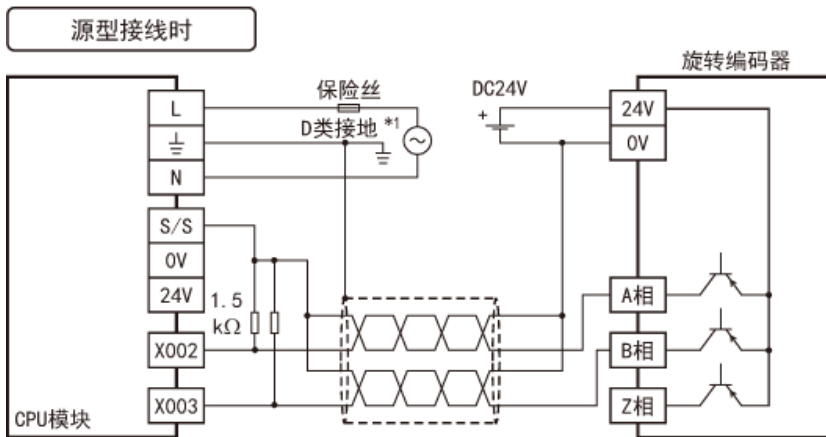 源型接线时
旋转编码器
保险丝
DC24V
L
24V
D类接地 *1
+
0V
N
S/S
0V
24V
1.5
kΩ
A相
X002
B相
X003
Z相
CPU模块